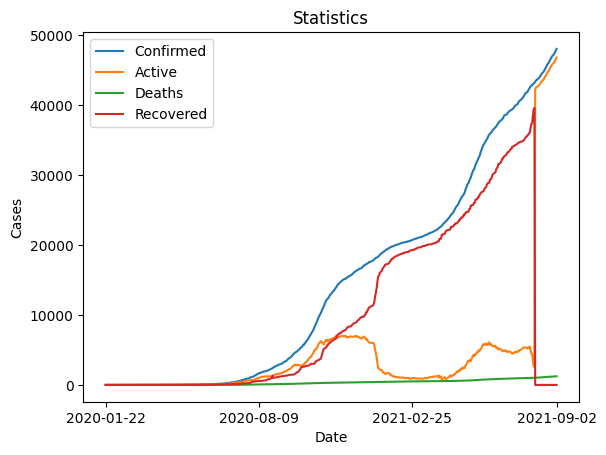 Statistics
Confirmed
Active
Deaths
Recovered
50000
40000
30000
20000
10000
0
Cases
2020-01-22
2020-08-09
2021-02-25
2021-09-02
Date